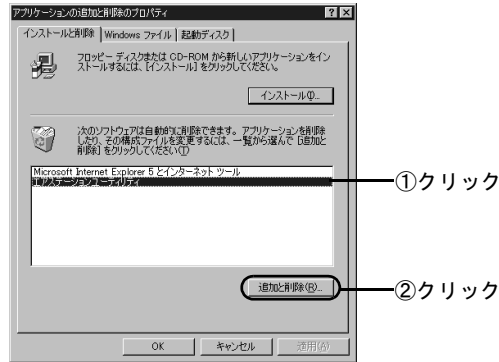 アプリケーションの追加と削除のプロパティ
インストールと削除 Windows ファイル 起動ディスク
フロッピー ディスクまたは CD-ROM から新しいアプリケーションをイン
ストールするには、[インストール] をクリックしてください。
インストール(I)...
次のソフトウェアは自動的に削除できます。アプリケーションを削除
したり、その構成ファイルを変更するには、一覧から選んで [追加と
削除] をクリックしてください(T)
Microsoft Internet Explorer 5 とインターネット ツール
エアステーションユーティリティ
①クリック
追加と削除(R)...
②クリック
OK キャンセル 適用(A)